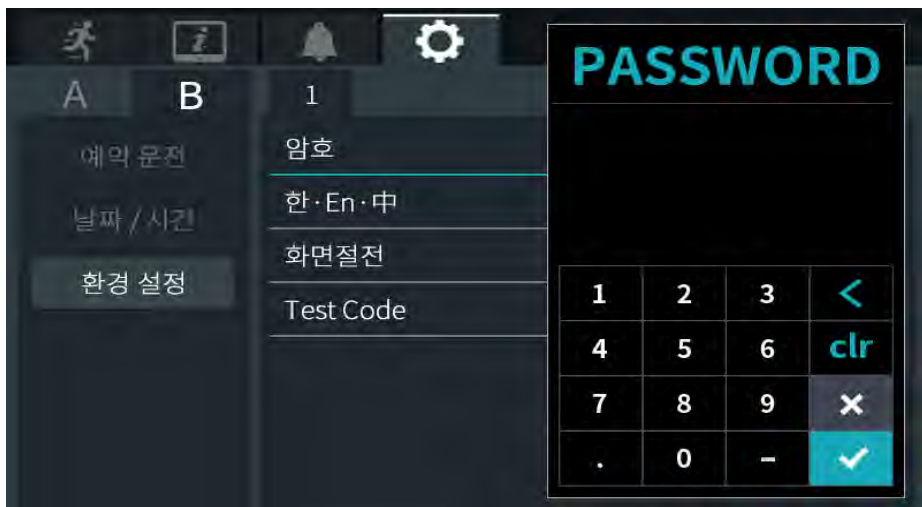 A B 1
예약 운전
날짜 / 시간
환경 설정
암호
한·En·中
화면절전
Test Code
PASSWORD
1 2 3 <
4 5 6 clr
7 8 9
. 0 -